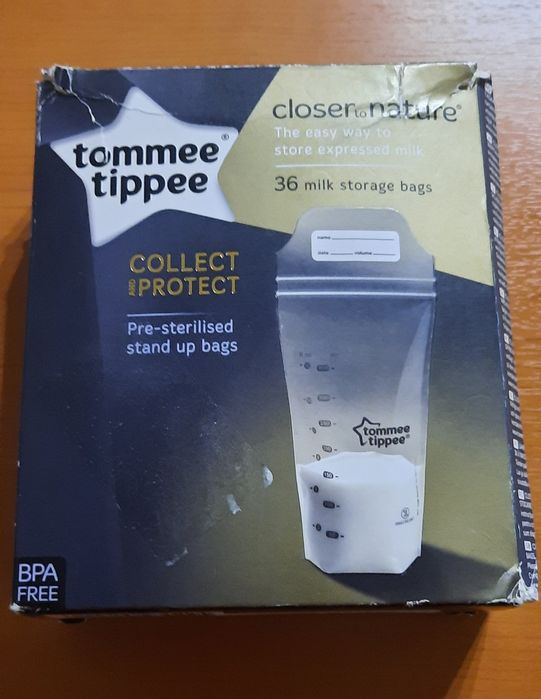 tommee®
tippee
closer to nature®
The easy way to
store expressed milk
36 milk storage bags
COLLECT
AND PROTECT
Pre-sterilised
stand up bags
name
date volume
tommee
tippee®
BPA
FREE